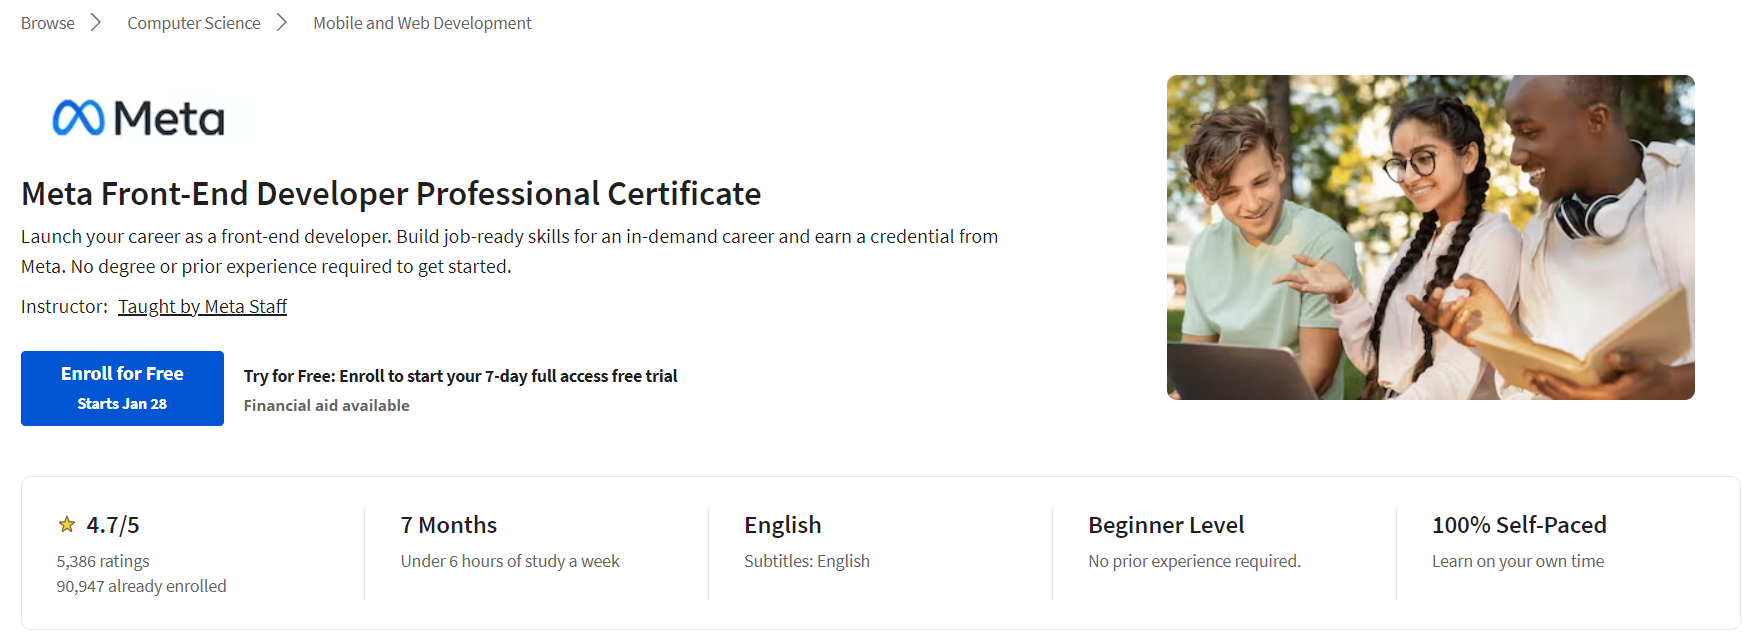 Browse > Computer Science > Mobile and Web Development
Meta
Meta Front-End Developer Professional Certificate
Launch your career as a front-end developer. Build job-ready skills for an in-demand career and earn a credential from
Meta. No degree or prior experience required to get started.
Instructor: Taught by Meta Staff
Enroll for Free
Starts Jan 28
Try for Free: Enroll to start your 7-day full access free trial
Financial aid available
4.7/5
5,386 ratings
90,947 already enrolled
7 Months
Under 6 hours of study a week
English
Subtitles: English
Beginner Level
No prior experience required.
100% Self-Paced
Learn on your own time